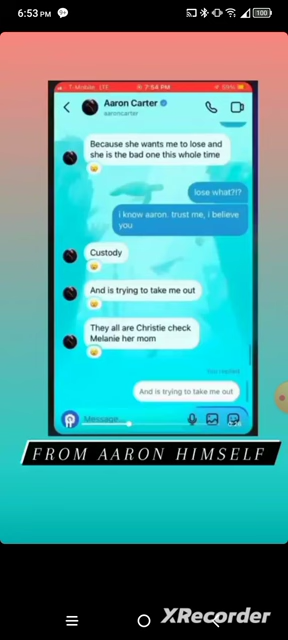 6:53 PM
100
T-Mobile LTE
7:54 PM
Aaron Carter
aaroncarter
Because she wants me to lose and
she is the bad one this whole time
lose what?!?
i know aaron. trust me, i believe
you
Custody
And is trying to take me out
They all are Christie check
Melanie her mom
You replied
And is trying to take me out
Message...
FROM AARON HIMSELF
XRecorder